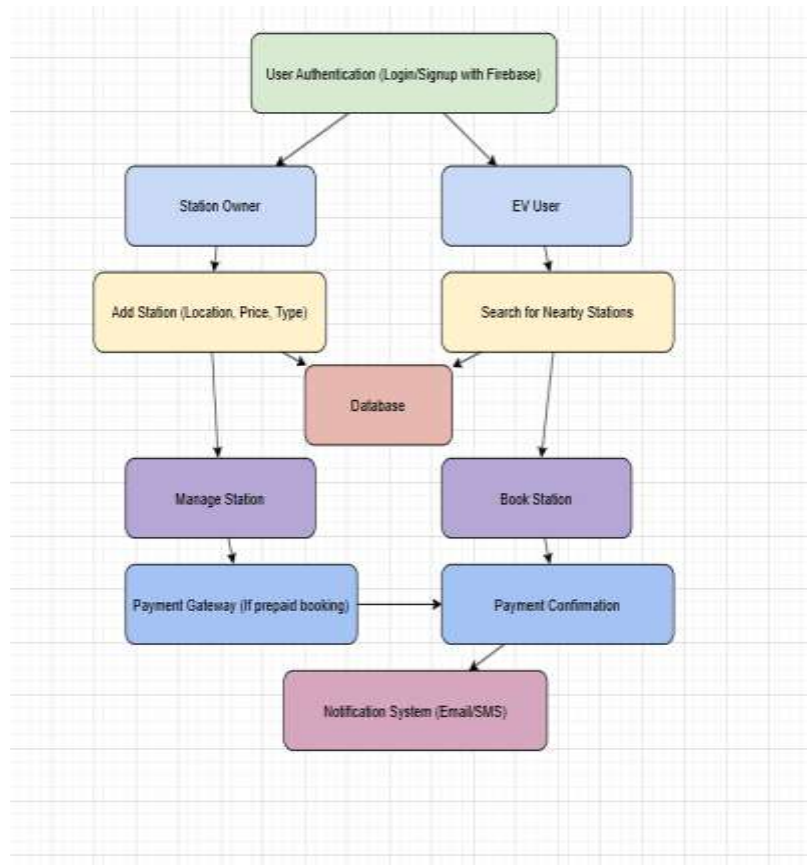 User Authentication (Login/Signup with Firebase)
Station Owner
EV User
Add Station (Location, Price, Type)
Search for Nearby Stations
Database
Manage Station
Book Station
Payment Gateway (If prepaid booking)
Payment Confirmation
Notification System (Email/SMS)